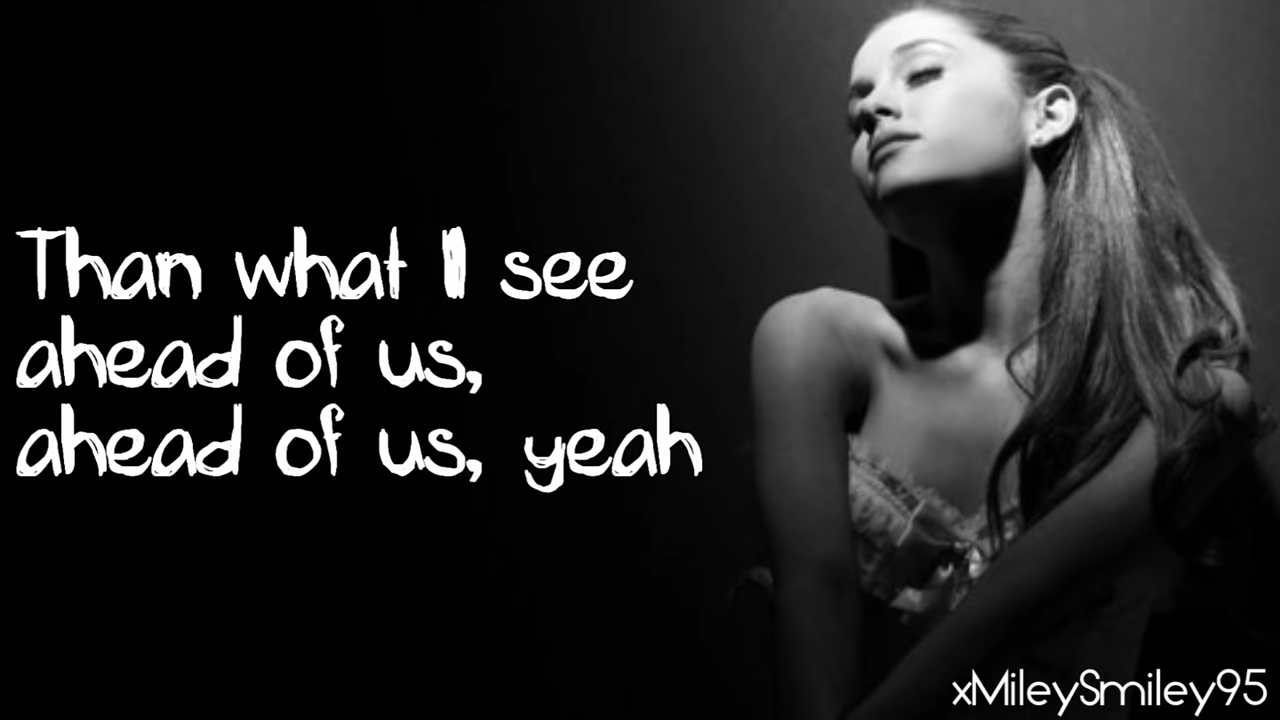 Than what I see
ahead of us,
ahead of us, yeah
xMileySmiley95